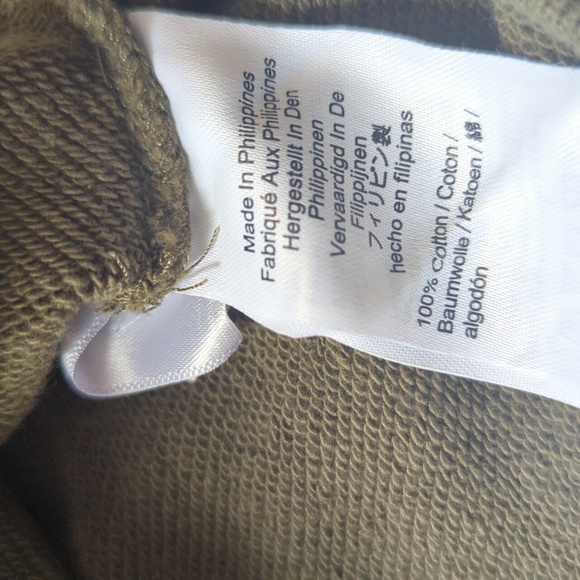 Made In Philippines
Fabriqué Aux Philippines
Hergestellt In Den
Philippinen
Vervaardigd In De
Filippijnen
フィリピン製
hecho en filipinas
100% Cotton / Coton /
Baumwolle / Katoen / 綿 /
algodón